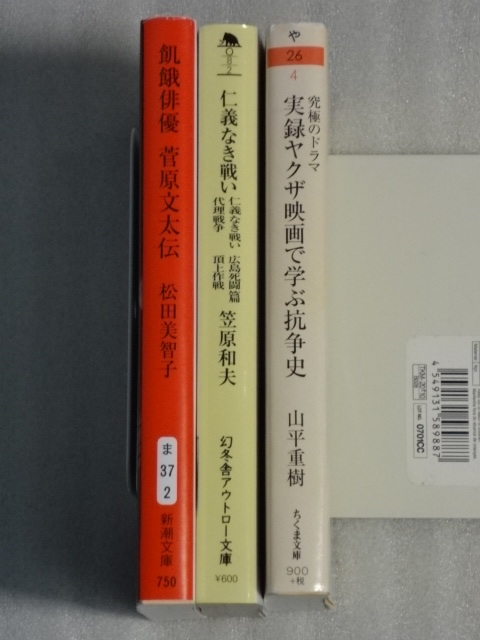 飢餓俳優 菅原文太伝
松田美智子
ま
37
2
新潮文庫
750
082
仁義なき戦い
仁義なき戦い 広島死闘篇
代理戦争 頂上作戦
笠原和夫
幻冬舎アウトロー文庫
¥600
や
26
4
究極のドラマ
実録ヤクザ映画で学ぶ抗争史
山平重樹
ちくま文庫
900
+税
4549131589887
0701CC